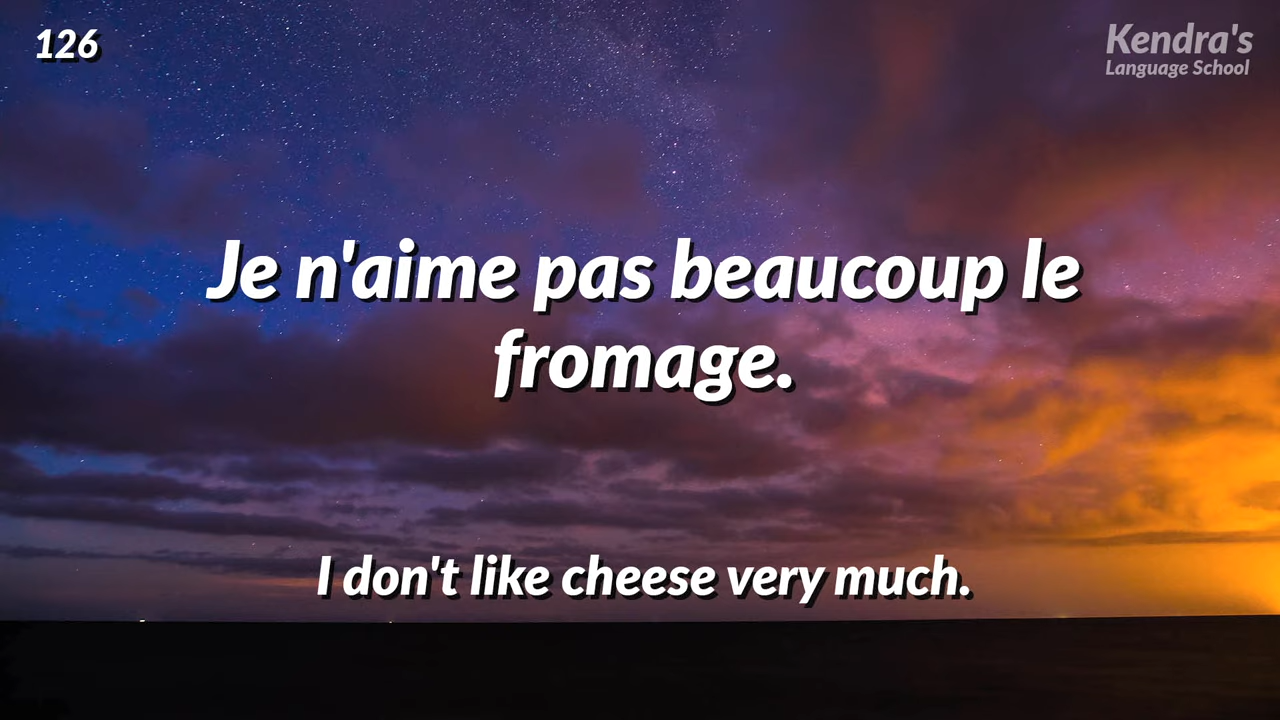 126
Kendra's
Language School
Je n'aime pas beaucoup le
fromage.
I don't like cheese very much.